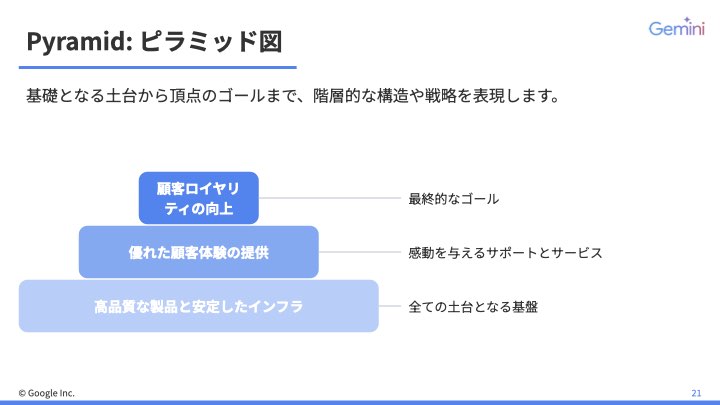 Pyramid: ピラミッド図
Gemini
基礎となる土台から頂点のゴールまで、階層的な構造や戦略を表現します。
顧客ロイヤリ
ティの向上
最終的なゴール
優れた顧客体験の提供
感動を与えるサポートとサービス
高品質な製品と安定したインフラ
全ての土台となる基盤
© Google Inc.
21